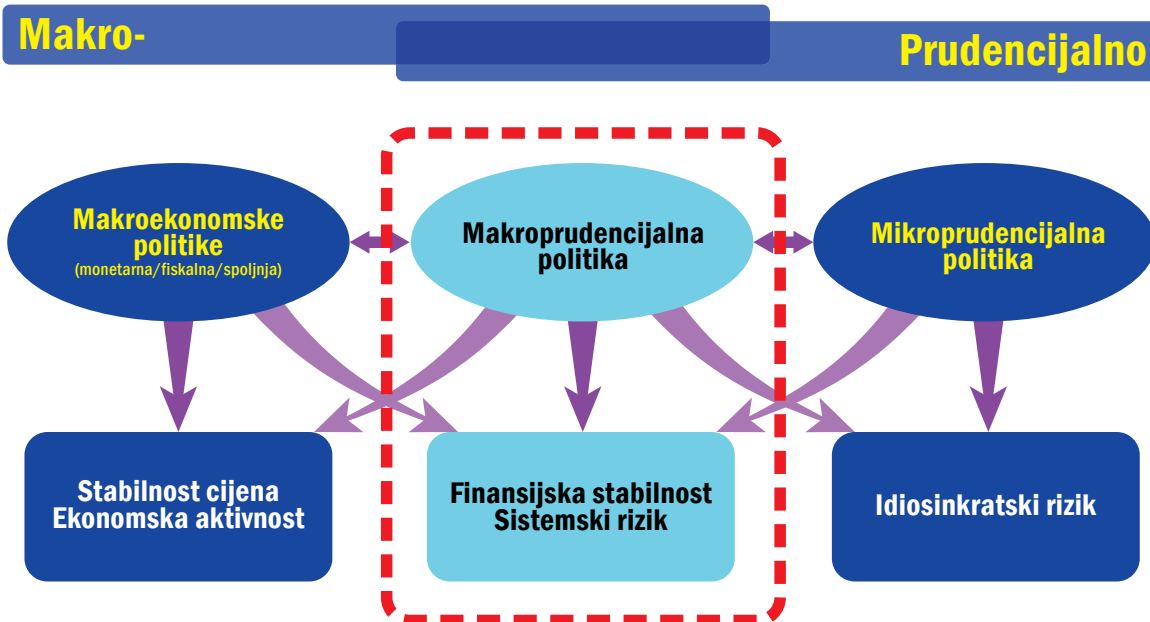 Makro-
Prudencijalno
Makroekonomske
politike
(monetarna/fiskalna/spoljnja)
Makroprudencijalna
politika
Mikroprudencijalna
politika
Stabilnost cijena
Ekonomska aktivnost
Finansijska stabilnost
Sistemski rizik
Idiosinkratski rizik